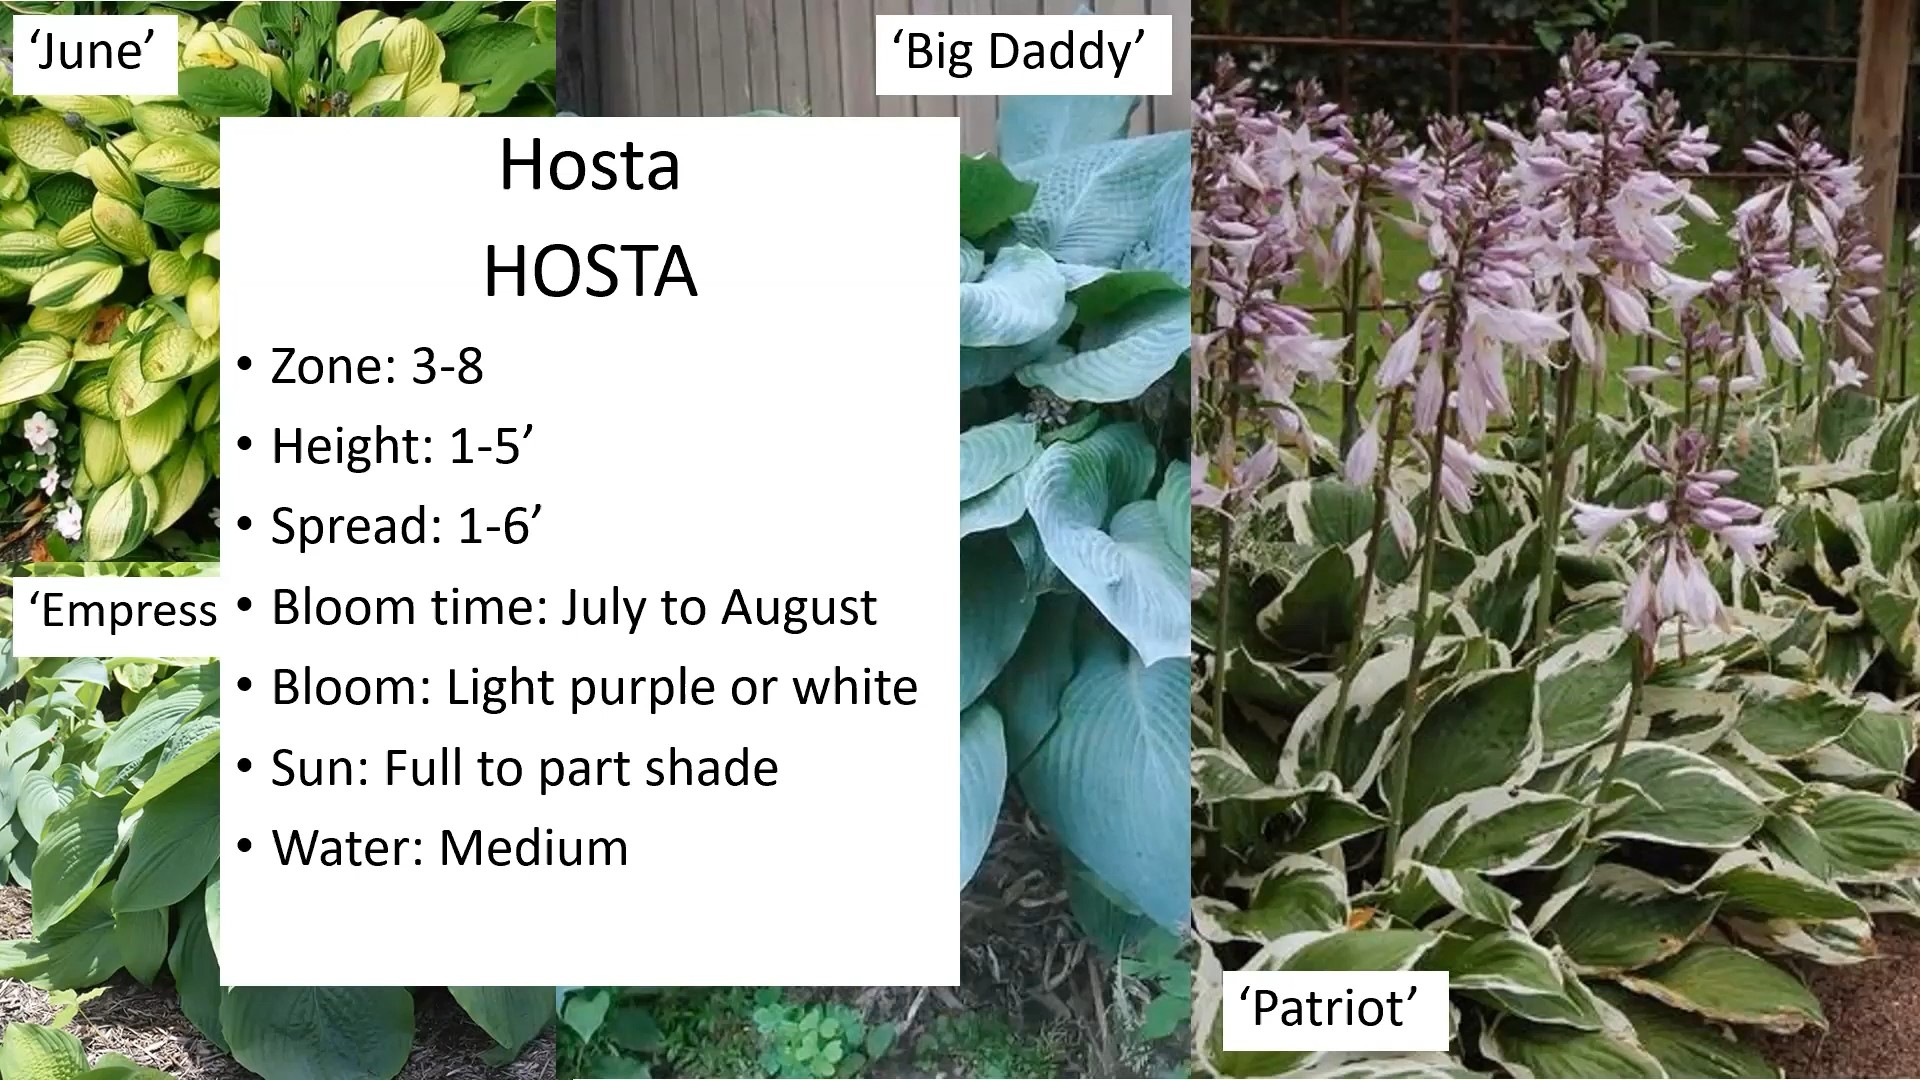 ‘June’
‘Big Daddy’
Hosta
HOSTA
• Zone: 3-8
• Height: 1-5’
• Spread: 1-6’
‘Empress
• Bloom time: July to August
• Bloom: Light purple or white
• Sun: Full to part shade
• Water: Medium
‘Patriot’